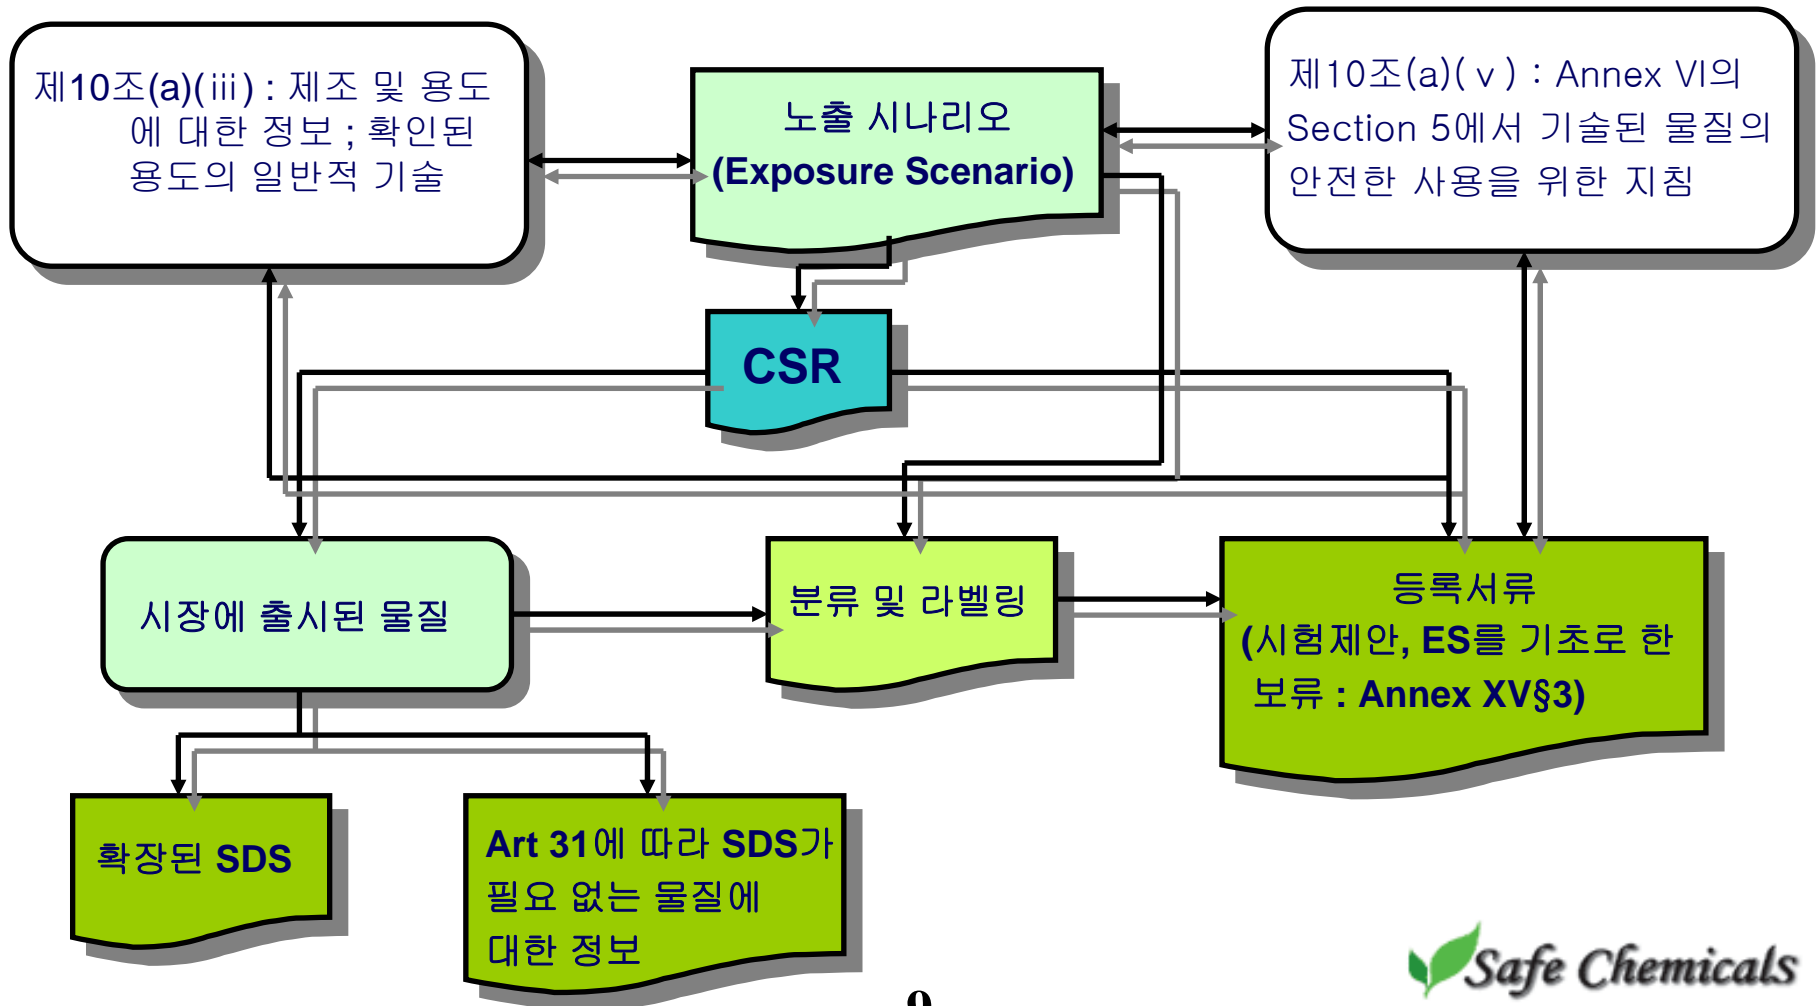 제10조(a)(iii) : 제조 및 용도
에 대한 정보 ; 확인된
용도의 일반적 기술
노출 시나리오
(Exposure Scenario)
제10조(a)(v) : Annex VI의
Section 5에서 기술된 물질의
안전한 사용을 위한 지침
CSR
시장에 출시된 물질
분류 및 라벨링
등록서류
(시험제안, ES를 기초로 한
보류 : Annex XV§3)
확장된 SDS
Art 31에 따라 SDS가
필요 없는 물질에
대한 정보
Safe Chemicals
9